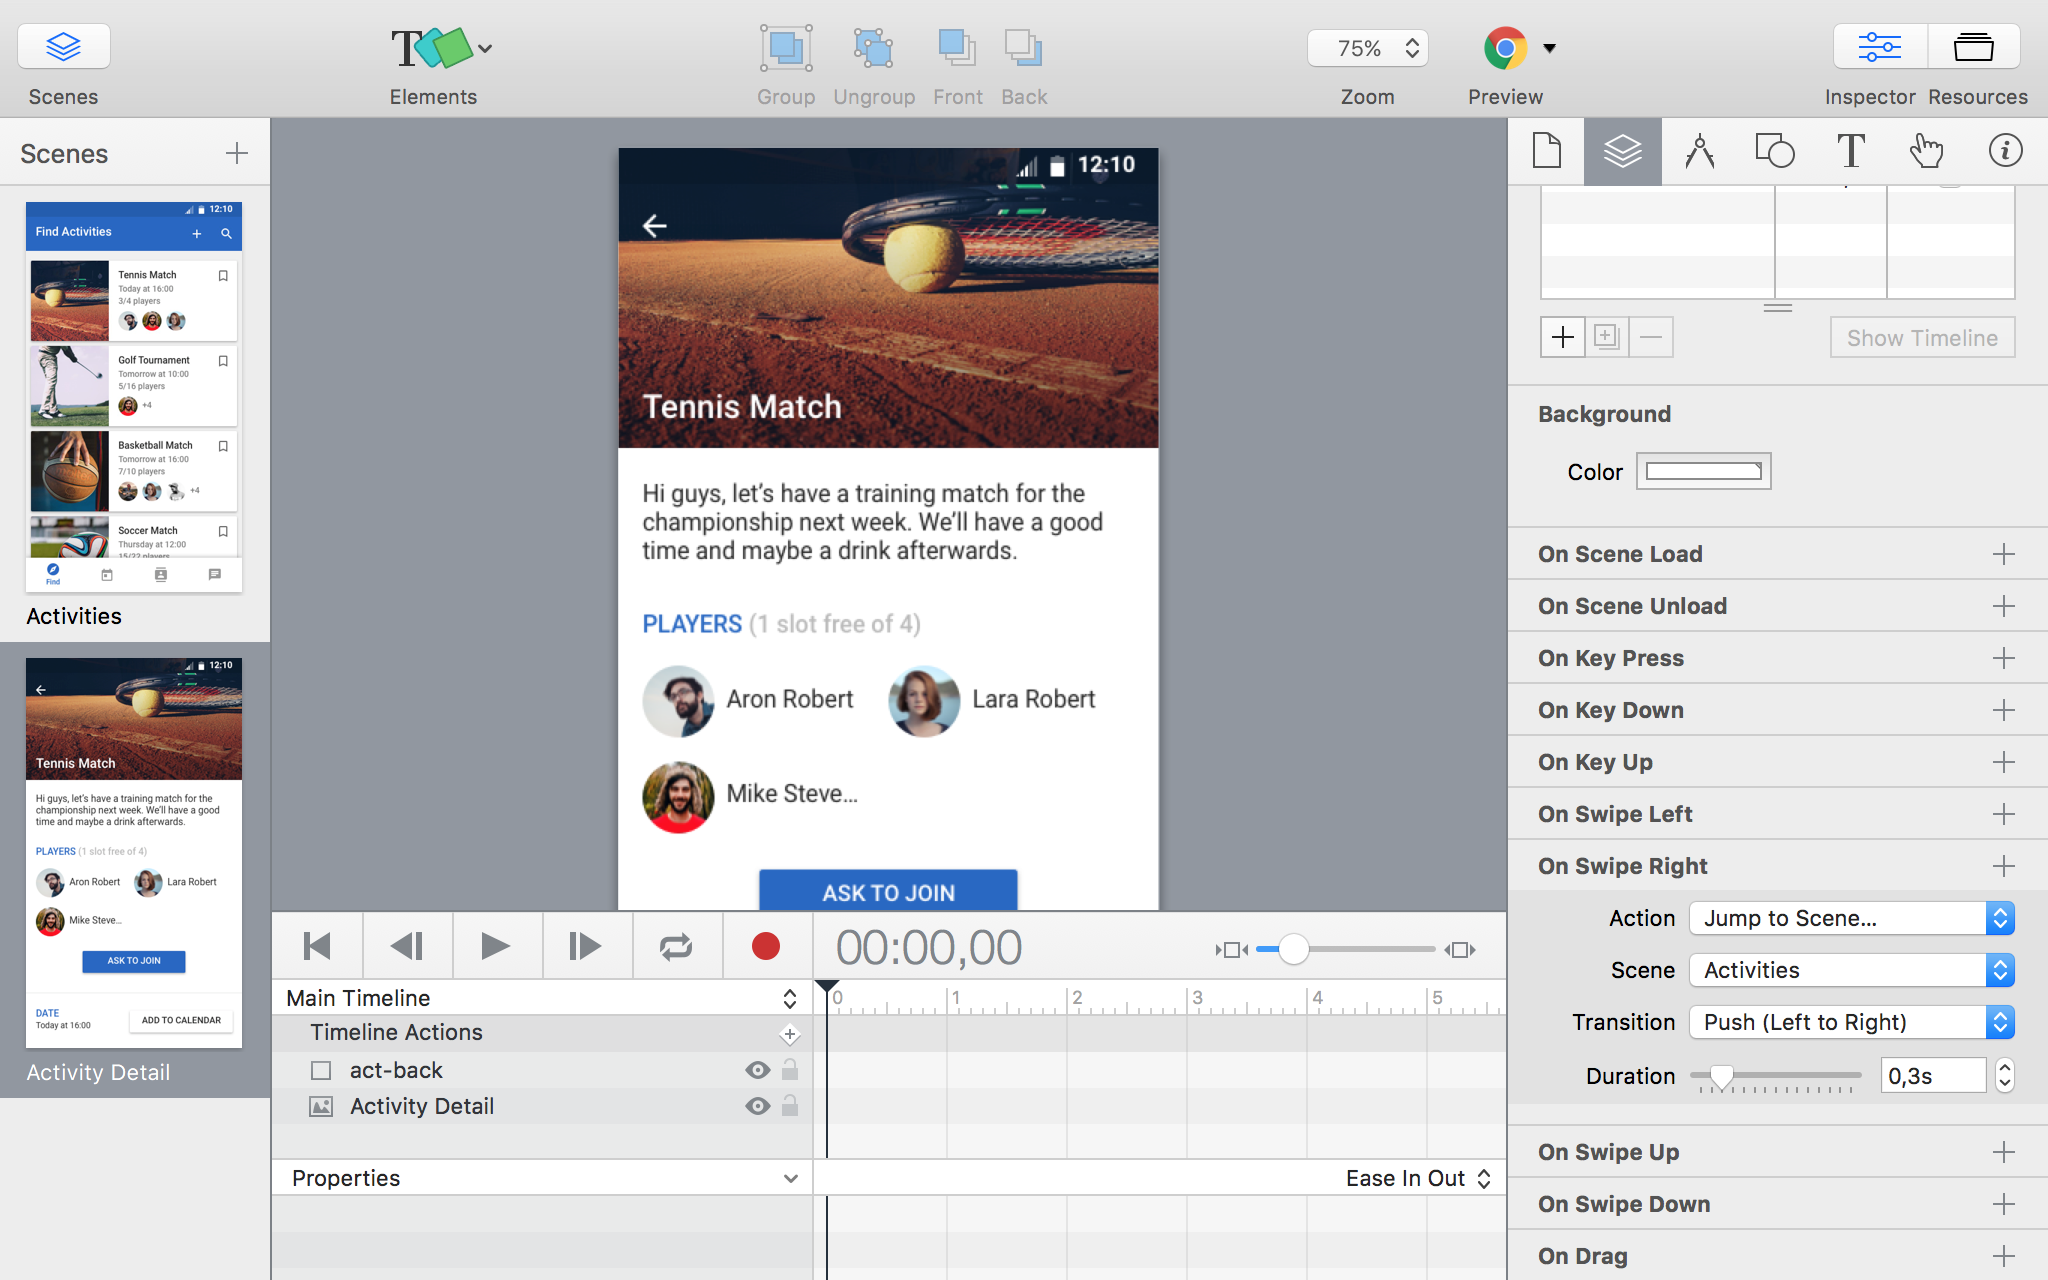 75%
Scenes
Elements
Group
Ungroup
Front
Back
Zoom
Preview
Inspector
Resources
Scenes
12:10
Find Activities
Tennis Match
Today at 16:00
3/4 players
Golf Tournament
Tomorrow at 10:00
5/16 players
+4
Basketball Match
Tomorrow at 16:00
7/10 players
+4
Soccer Match
Thursday at 12:00
15/22 players
Find
Activities
12:10
Tennis Match
Hi guys, let's have a training match for the
championship next week. We'll have a good
time and maybe a drink afterwards.
PLAYERS (1 slot free of 4)
Aron Robert
Lara Robert
Mike Steve...
ASK TO JOIN
DATE
Today at 16:00
ADD TO CALENDAR
Activity Detail
12:10
Tennis Match
Hi guys, let's have a training match for the
championship next week. We'll have a good
time and maybe a drink afterwards.
PLAYERS (1 slot free of 4)
Aron Robert
Lara Robert
Mike Steve...
ASK TO JOIN
00:00,00
Main Timeline
0 1 2 3 4 5
Timeline Actions
act-back
Activity Detail
Properties
Ease In Out
Show Timeline
Background
Color
On Scene Load
On Scene Unload
On Key Press
On Key Down
On Key Up
On Swipe Left
On Swipe Right
Action Jump to Scene...
Scene Activities
Transition Push (Left to Right)
Duration 0,3s
On Swipe Up
On Swipe Down
On Drag